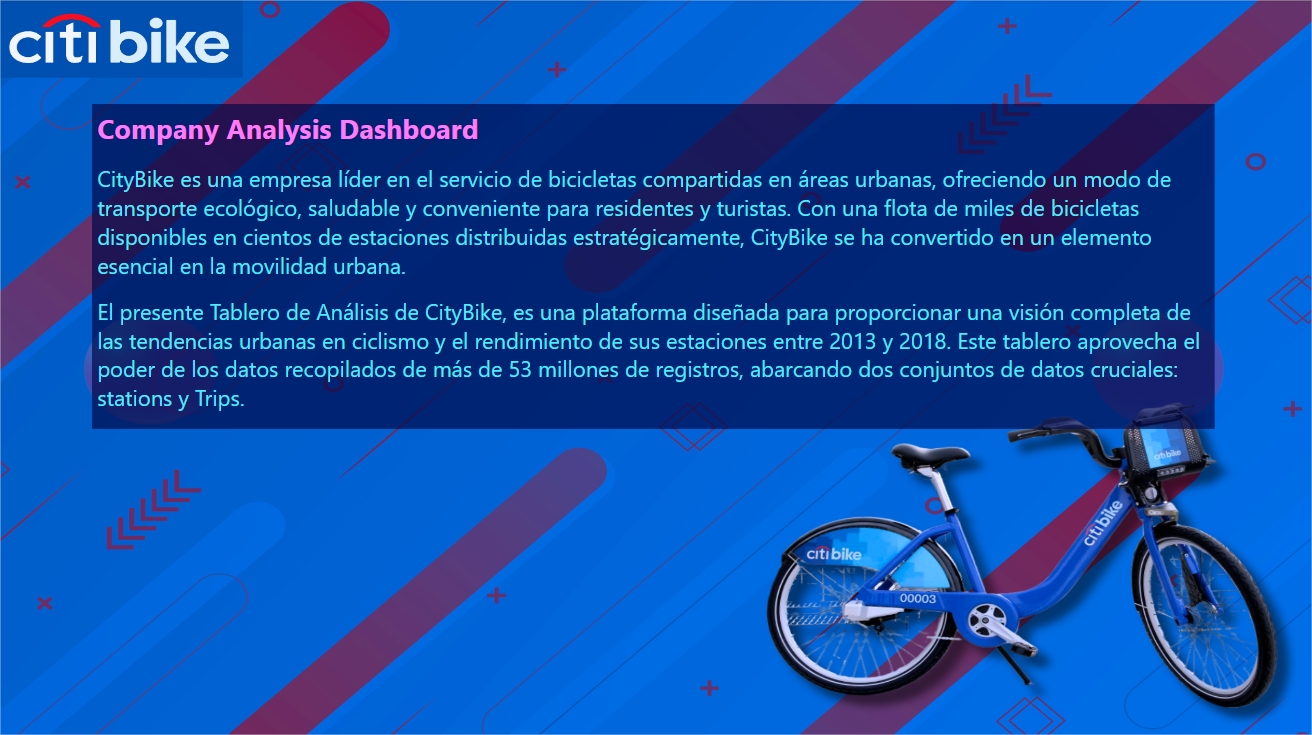 citi bike
Company Analysis Dashboard
CityBike es una empresa líder en el servicio de bicicletas compartidas en áreas urbanas, ofreciendo un modo de
transporte ecológico, saludable y conveniente para residentes y turistas. Con una flota de miles de bicicletas
disponibles en cientos de estaciones distribuidas estratégicamente, CityBike se ha convertido en un elemento
esencial en la movilidad urbana.
El presente Tablero de Análisis de CityBike, es una plataforma diseñada para proporcionar una visión completa de
las tendencias urbanas en ciclismo y el rendimiento de sus estaciones entre 2013 y 2018. Este tablero aprovecha el
poder de los datos recopilados de más de 53 millones de registros, abarcando dos conjuntos de datos cruciales:
stations y Trips.
citi bike
citi bike
citi bike
00003